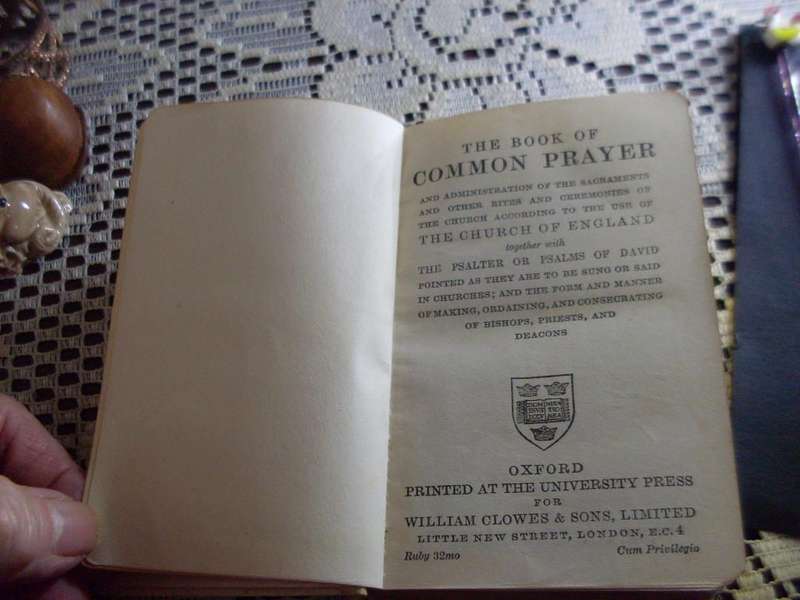 THE BOOK OF
COMMON PRAYER
AND ADMINISTRATION OF THE SACRAMENTS
AND OTHER RITES AND CEREMONIES OF
THE CHURCH ACCORDING TO THE USE OF
THE CHURCH OF ENGLAND
together with
THE PSALTER OR PSALMS OF DAVID
POINTED AS THEY ARE TO BE SUNG OR SAID
IN CHURCHES; AND THE FORM AND MANNER
OF MAKING, ORDAINING, AND CONSECRATING
OF BISHOPS, PRIESTS, AND
DEACONS
OXFORD
PRINTED AT THE UNIVERSITY PRESS
FOR
WILLIAM CLOWES & SONS, LIMITED
LITTLE NEW STREET, LONDON, E.C. 4
Ruby 32mo Cum Privilegio